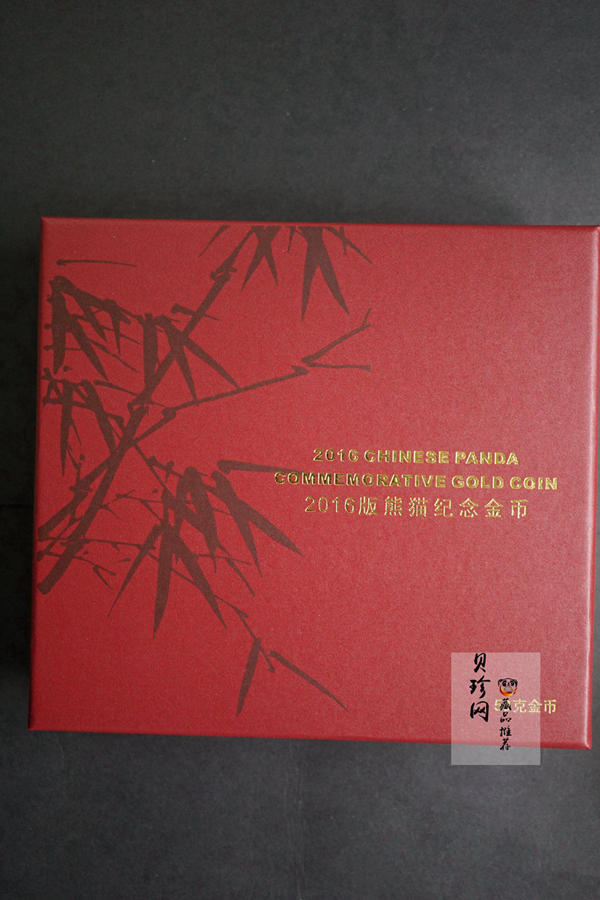 2016 CHINESE PANDA
COMMEMORATIVE GOLD COIN
2016版熊猫纪念金币
克金币
贝珍网
藏品推荐